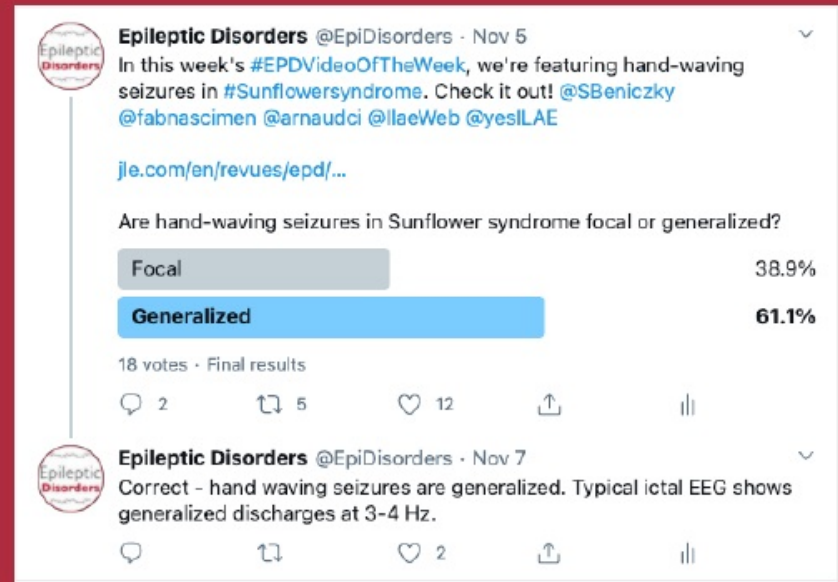 Epileptic Disorders @EpiDisorders · Nov 5
Epileptic
Disorders
In this week's #EPDVideoOfTheWeek, we're featuring hand-waving
seizures in #Sunflowersyndrome. Check it out! @SBeniczky
@fabnascimen @arnaudci @IlaeWeb @yesILAE
jle.com/en/revues/epd/...
Are hand-waving seizures in Sunflower syndrome focal or generalized?
Focal 38.9%
Generalized 61.1%
18 votes · Final results
2 5 12
Epileptic Disorders @EpiDisorders · Nov 7
Epileptic
Disorders
Correct - hand waving seizures are generalized. Typical ictal EEG shows
generalized discharges at 3-4 Hz.
2